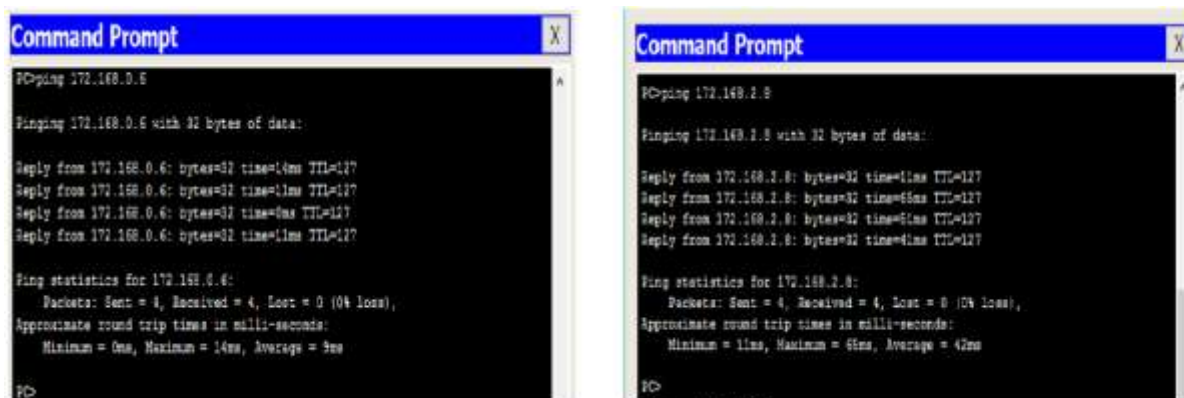 Command Prompt
X
PC>ping 172.168.0.6
Pinging 172.168.0.6 with 32 bytes of data:
Reply from 172.168.0.6: bytes=32 time=14ms TTL=127
Reply from 172.168.0.6: bytes=32 time=11ms TTL=127
Reply from 172.168.0.6: bytes=32 time=0ms TTL=127
Reply from 172.168.0.6: bytes=32 time=11ms TTL=127
Ping statistics for 172.168.0.6:
Packets: Sent = 4, Received = 4, Lost = 0 (0% loss),
Approximate round trip times in milli-seconds:
Minimum = 0ms, Maximum = 14ms, Average = 9ms
PC>
Command Prompt
X
PC>ping 172.168.2.8
Pinging 172.168.2.8 with 32 bytes of data:
Reply from 172.168.2.8: bytes=32 time=11ms TTL=127
Reply from 172.168.2.8: bytes=32 time=65ms TTL=127
Reply from 172.168.2.8: bytes=32 time=51ms TTL=127
Reply from 172.168.2.8: bytes=32 time=41ms TTL=127
Ping statistics for 172.168.2.8:
Packets: Sent = 4, Received = 4, Lost = 0 (0% loss),
Approximate round trip times in milli-seconds:
Minimum = 11ms, Maximum = 65ms, Average = 42ms
PC>